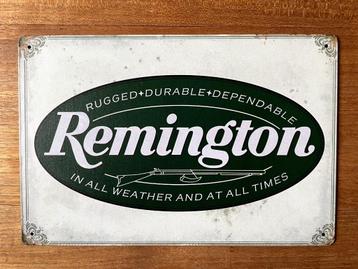 RUGGED+DURABLE+DEPENDABLE
Remington
IN ALL WEATHER AND AT ALL TIMES